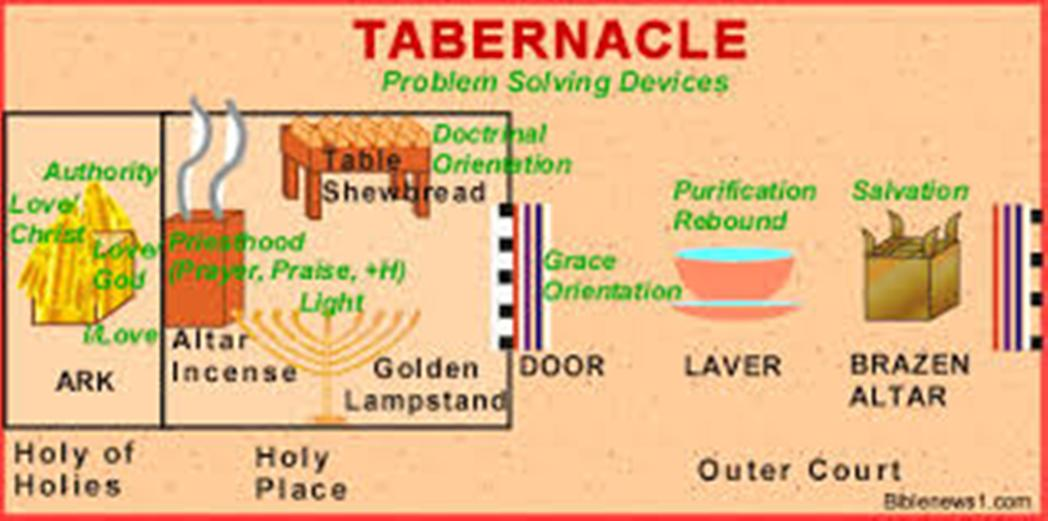 TABERNACLE
Problem Solving Devices
Doctrinal
Orientation
Table
Shewbread
Authority
Love/
Christ
Love/
God
i/Love
ARK
Priesthood
(Prayer, Praise, +H)
Light
Altar
Incense
Golden
Lampstand
Grace
Orientation
DOOR
Purification
Rebound
LAVER
Salvation
BRAZEN
ALTAR
Holy of
Holies
Holy
Place
Outer Court
Biblenews1.com